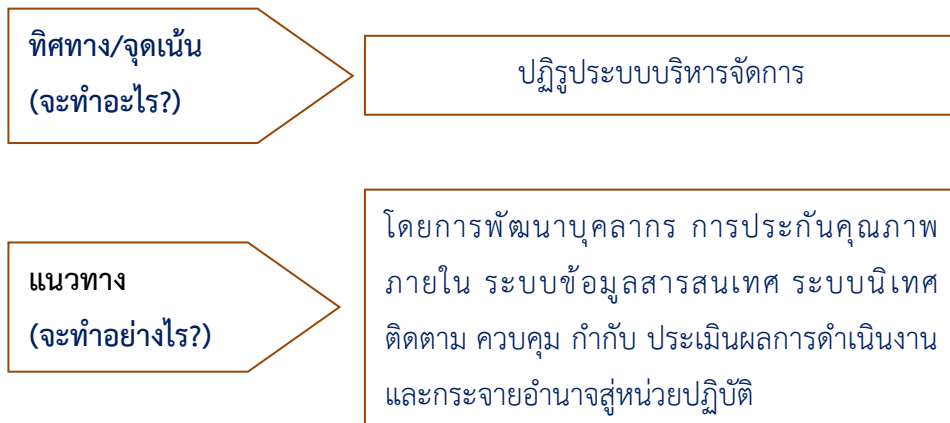 ทิศทาง/จุดเน้น
(จะทำอะไร?)
ปฏิรูประบบบริหารจัดการ
แนวทาง
(จะทำอย่างไร?)
โดยการพัฒนาบุคลากร การประกันคุณภาพ
ภายใน ระบบข้อมูลสารสนเทศ ระบบนิเทศ
ติดตาม ควบคุม กำกับ ประเมินผลการดำเนินงาน
และกระจายอำนาจสู่หน่วยปฏิบัติ